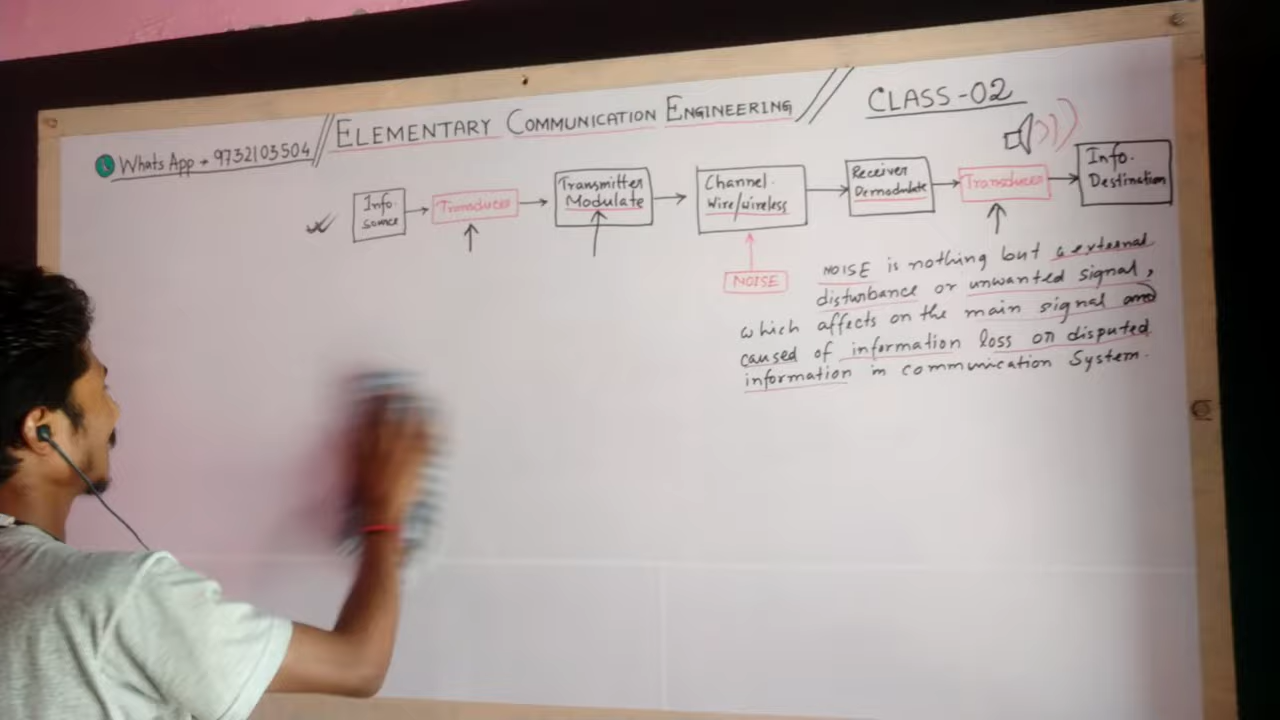 WhatsApp → 9732103504 // ELEMENTARY COMMUNICATION ENGINEERING // CLASS-02
Info. source
Transducer
Transmitter Modulate
Channel. Wire/wireless
Receiver Demodulate
Transducer
Info. Destination
NOISE
NOISE is nothing but a external
disturbance or unwanted signal,
which affects on the main signal and
caused of information loss or disputed
information in communication System.